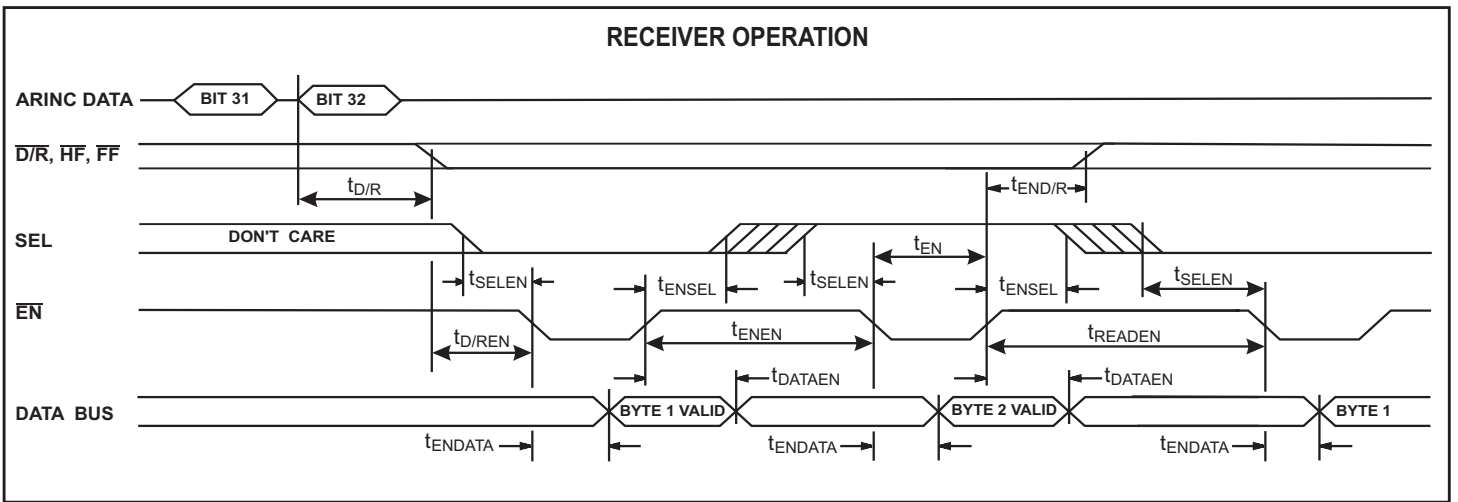 RECEIVER OPERATION
ARINC DATA BIT 31 BIT 32
D/R, HF, FF
tD/R tEND/R
SEL DON'T CARE
tEN
tSELEN tENSEL tSELEN tENSEL tSELEN
EN
tD/REN tENEN tREADEN
tDATAEN tDATAEN
DATA BUS BYTE 1 VALID BYTE 2 VALID BYTE 1
tENDATA tENDATA tENDATA